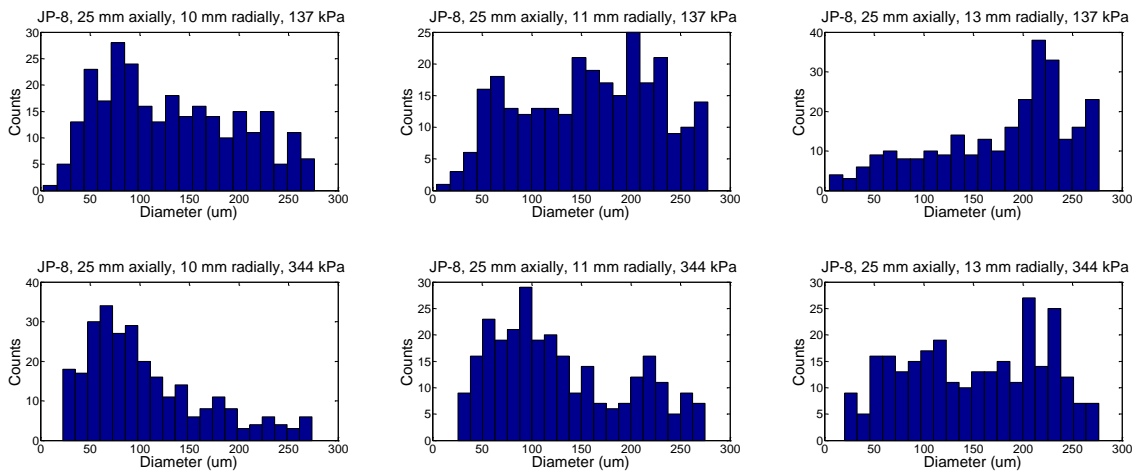 JP-8, 25 mm axially, 10 mm radially, 137 kPa
30
25
20
15
10
5
0
Counts
0 50 100 150 200 250 300
Diameter (um)
JP-8, 25 mm axially, 11 mm radially, 137 kPa
25
20
15
10
5
0
Counts
0 50 100 150 200 250 300
Diameter (um)
JP-8, 25 mm axially, 13 mm radially, 137 kPa
40
30
20
10
0
Counts
0 50 100 150 200 250 300
Diameter (um)
JP-8, 25 mm axially, 10 mm radially, 344 kPa
40
30
20
10
0
Counts
0 50 100 150 200 250 300
Diameter (um)
JP-8, 25 mm axially, 11 mm radially, 344 kPa
30
25
20
15
10
5
0
Counts
0 50 100 150 200 250 300
Diameter (um)
JP-8, 25 mm axially, 13 mm radially, 344 kPa
30
25
20
15
10
5
0
Counts
0 50 100 150 200 250 300
Diameter (um)